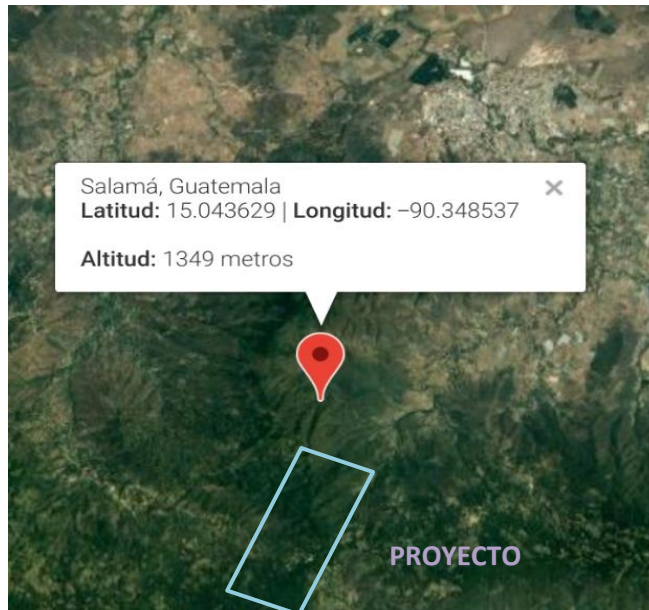 Salamá, Guatemala
Latitud: 15.043629 | Longitud: −90.348537
Altitud: 1349 metros
PROYECTO